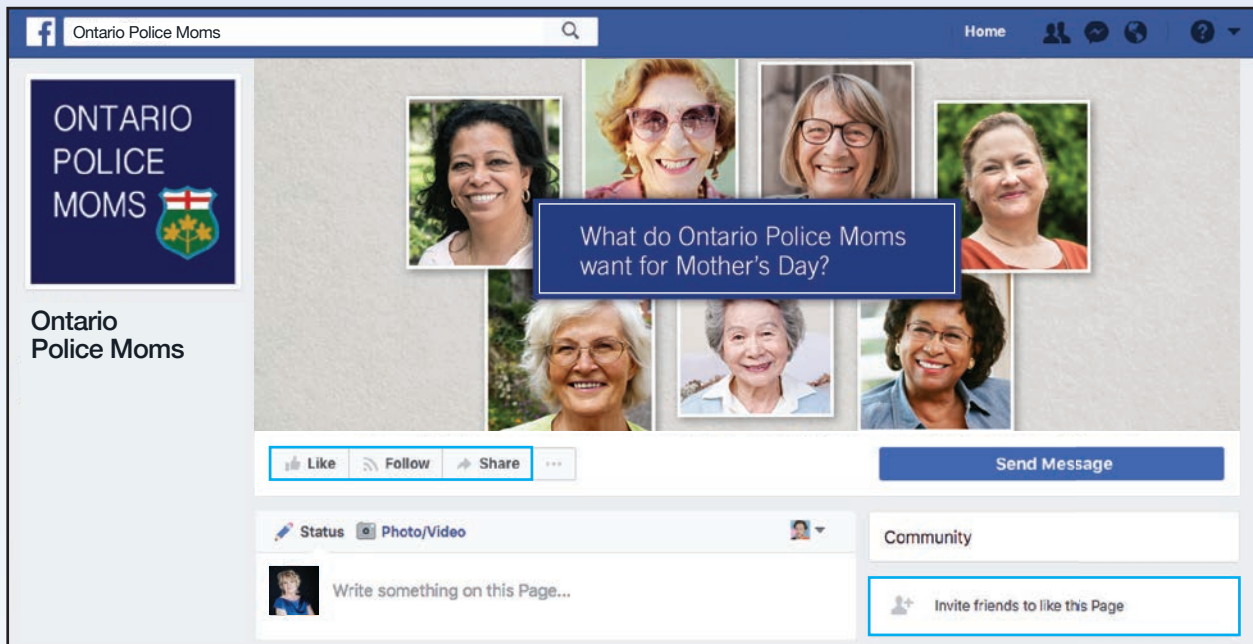 Ontario Police Moms
Home
ONTARIO
POLICE
MOMS
What do Ontario Police Moms
want for Mother's Day?
Ontario
Police Moms
Like Follow Share ...
Send Message
Status Photo/Video
Community
Write something on this Page...
Invite friends to like this Page